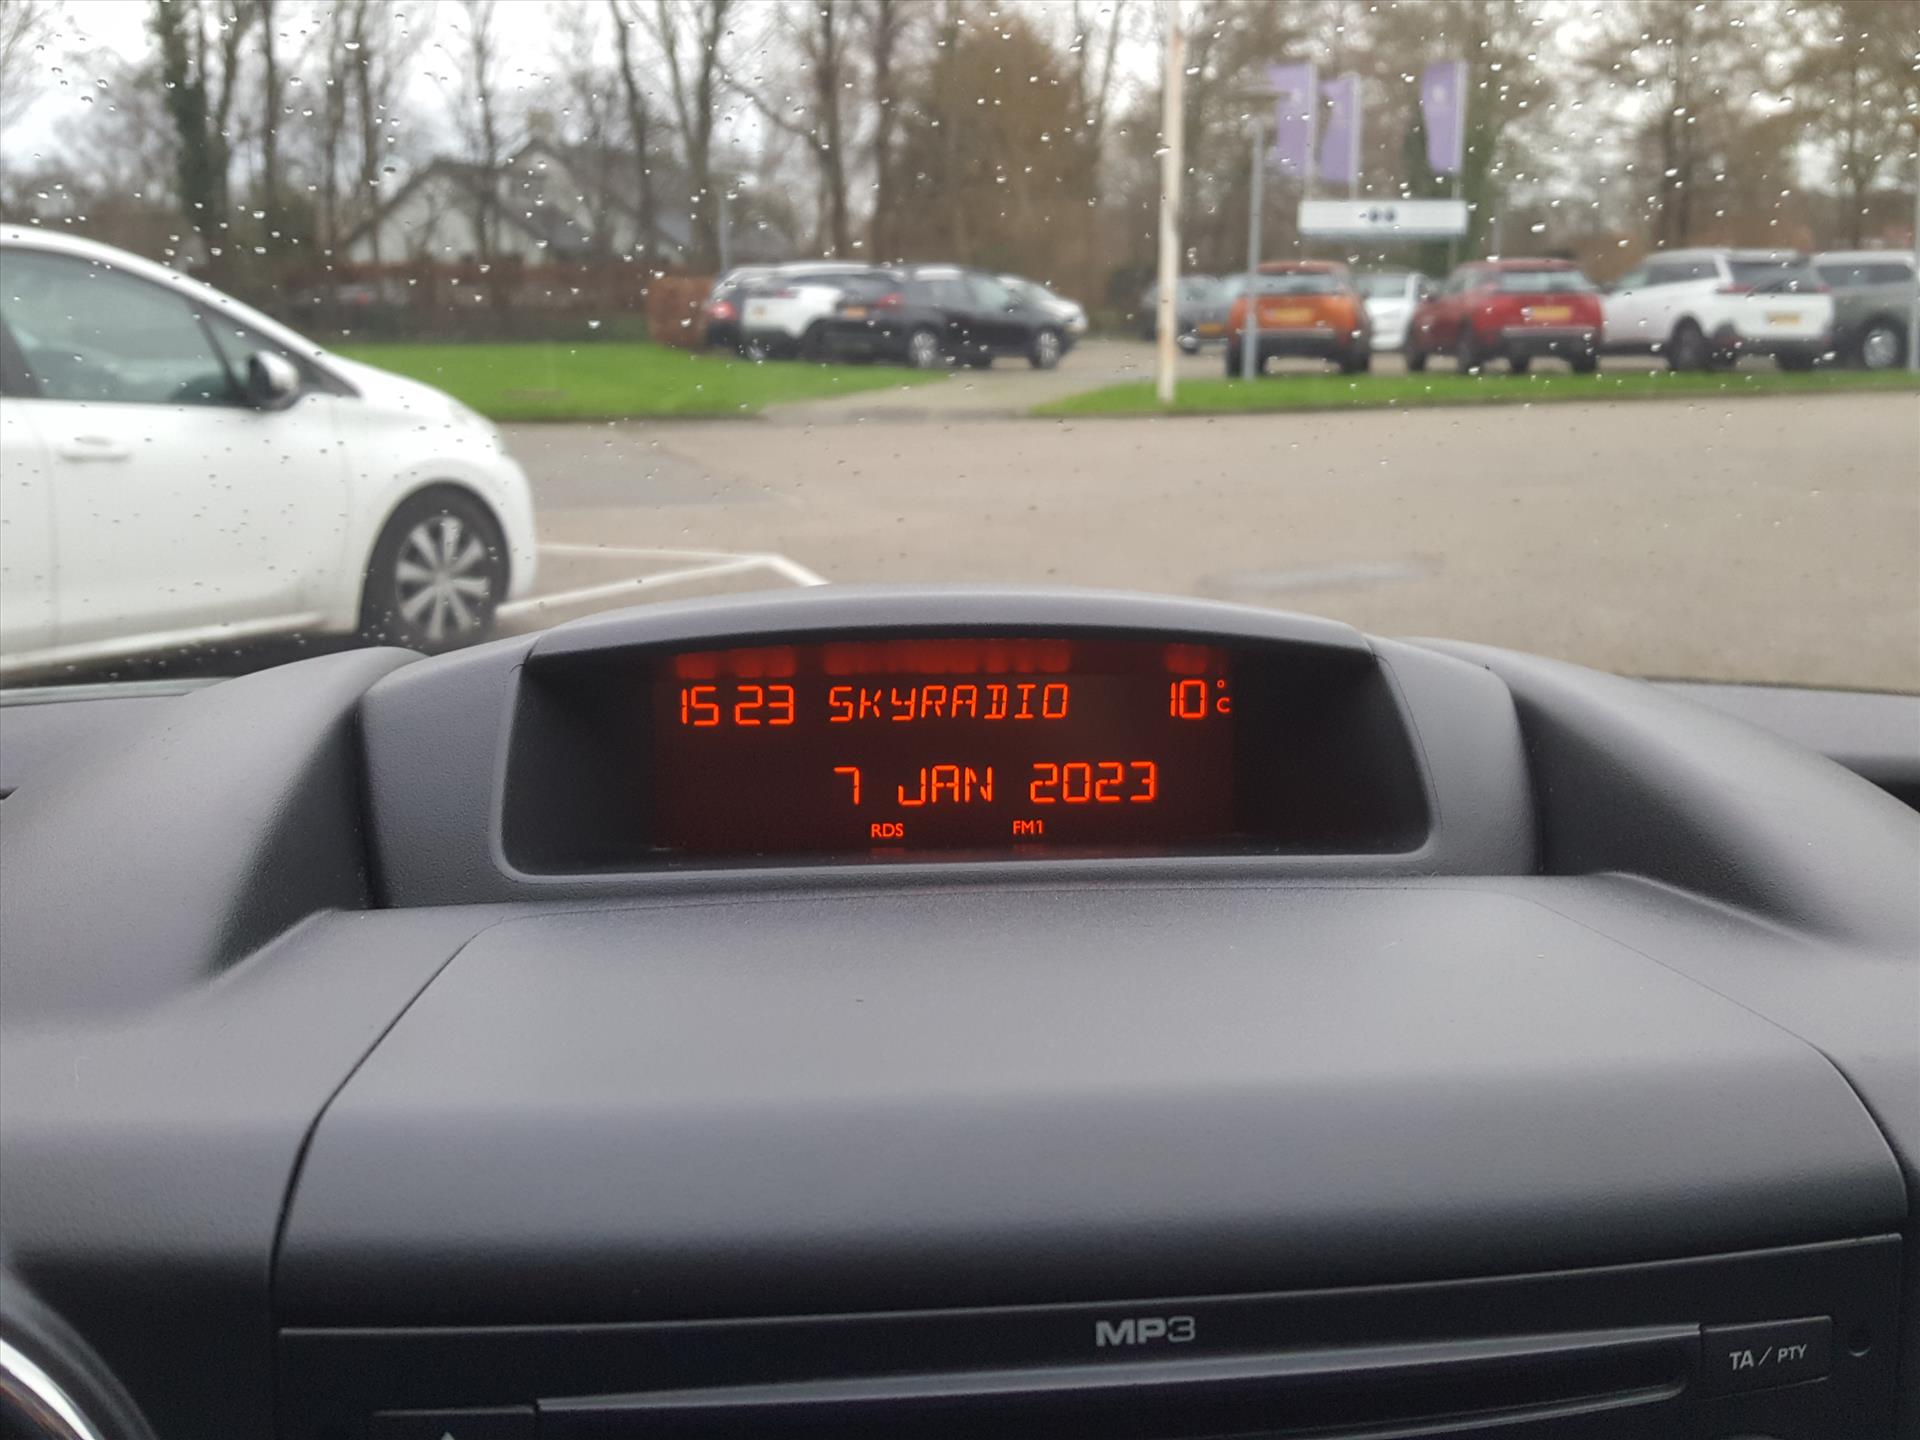 15 23 SKYRADIO 10°C
7 JAN 2023
RDS FM1
MP3
TA / PTY